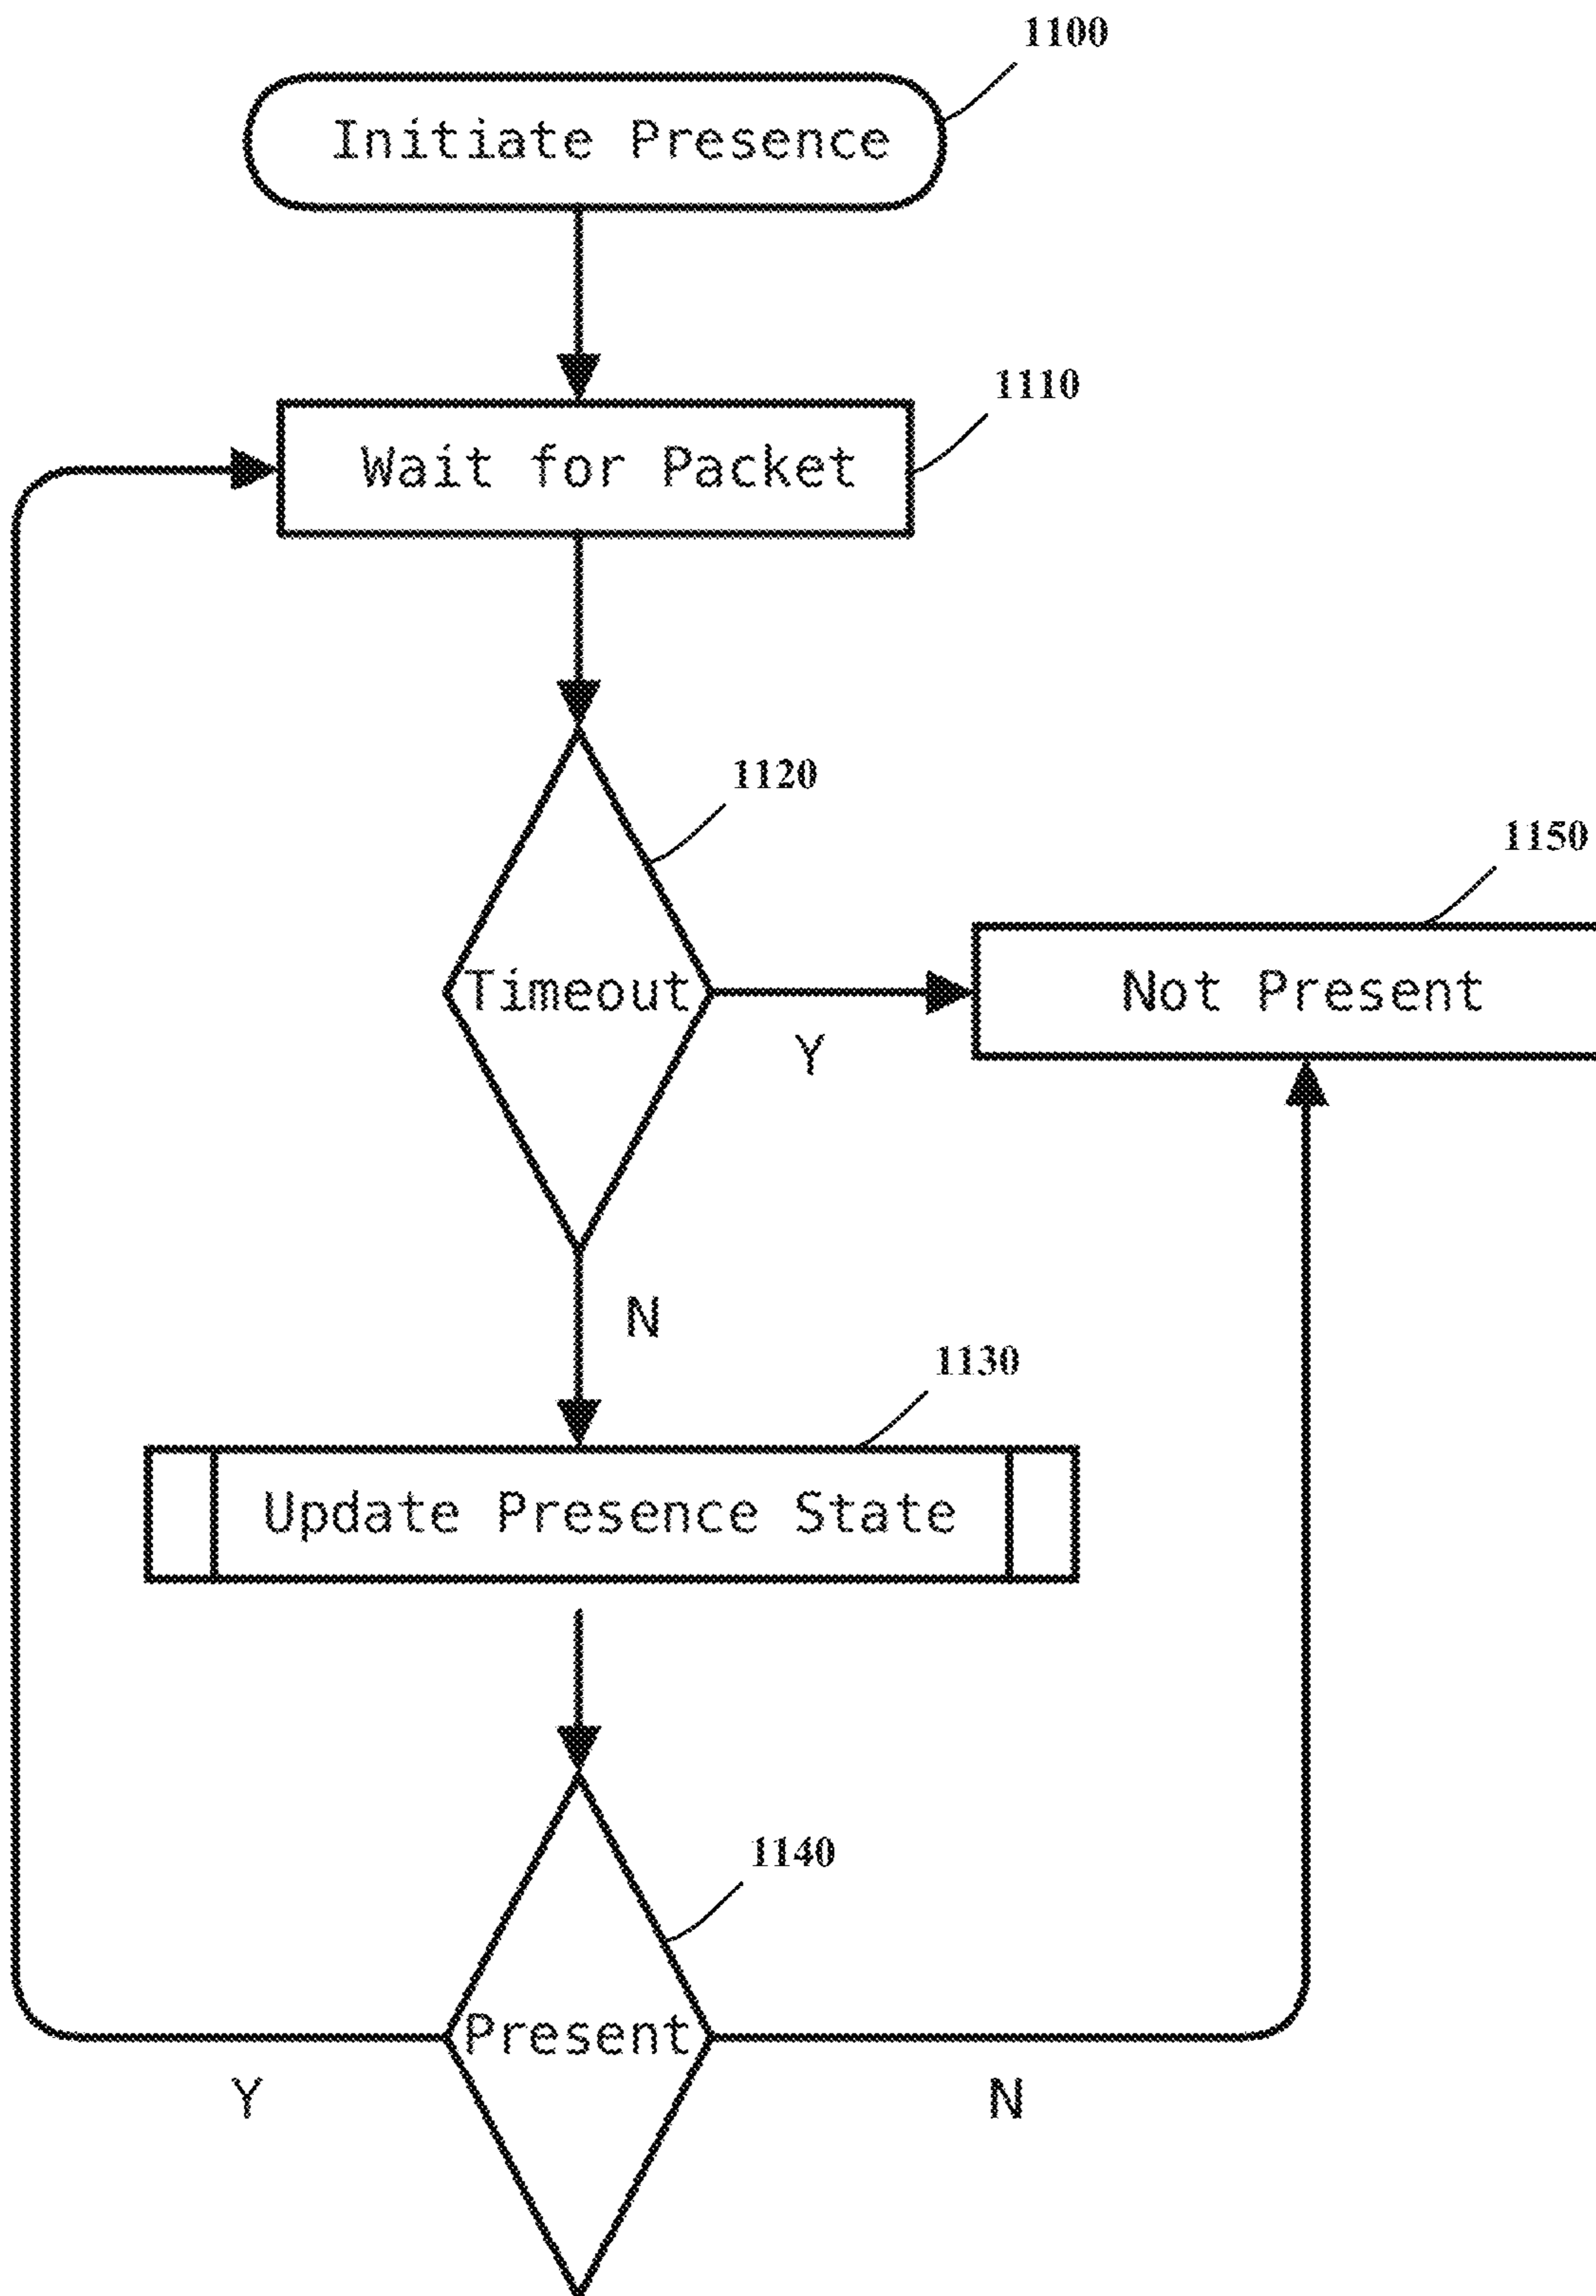 1100
Initiate Presence
1110
Wait for Packet
1120
1150
Timeout
Not Present
Y
N
1130
Update Presence State
1140
Present
Y
N